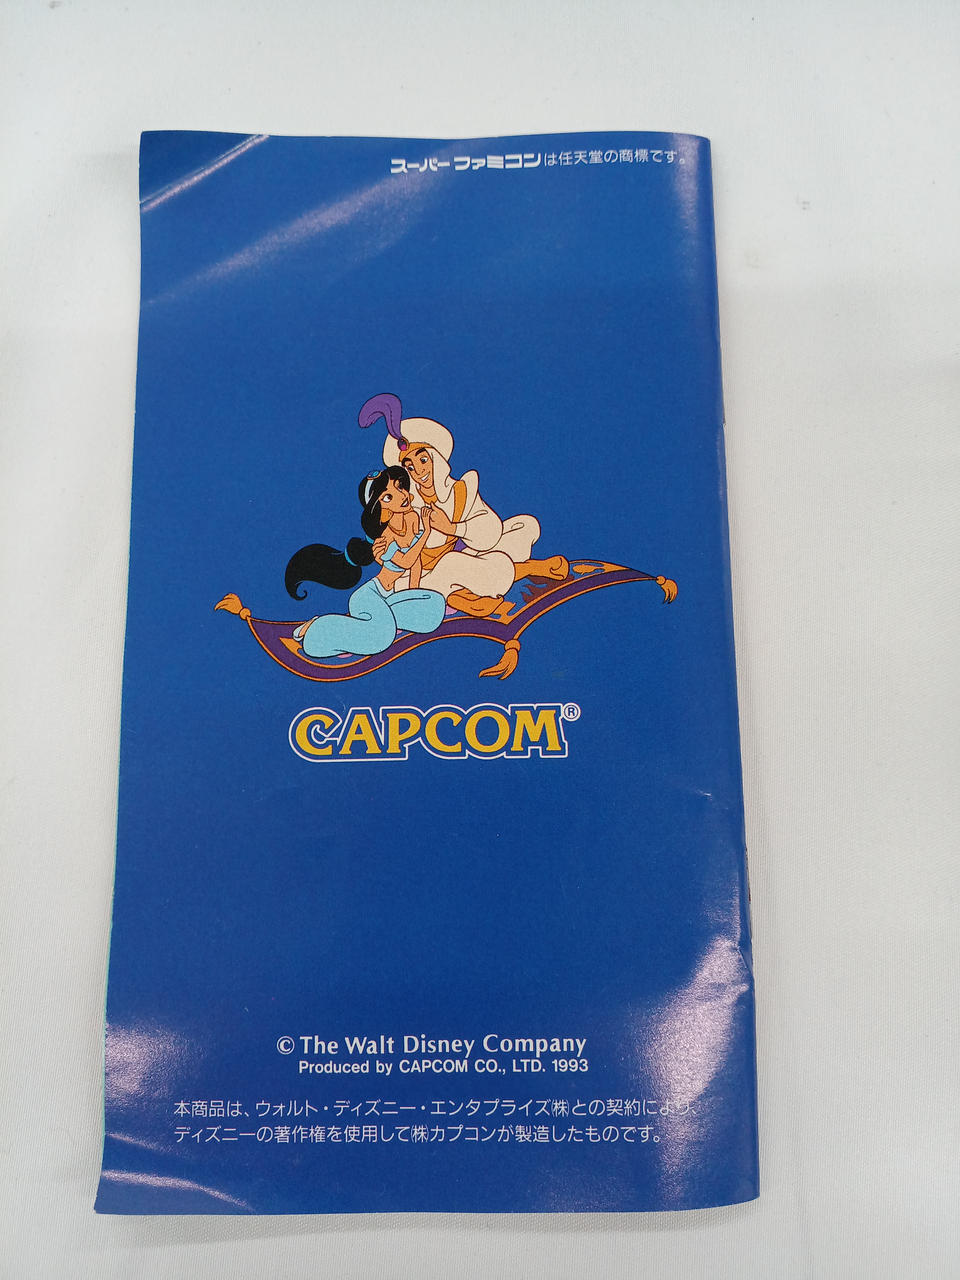 スーパーファミコンは任天堂の商標です。
CAPCOM®
© The Walt Disney Company
Produced by CAPCOM CO., LTD. 1993
本商品は、ウォルト・ディズニー・エンタプライズ㈱との契約により、
ディズニーの著作権を使用して㈱カプコンが製造したものです。